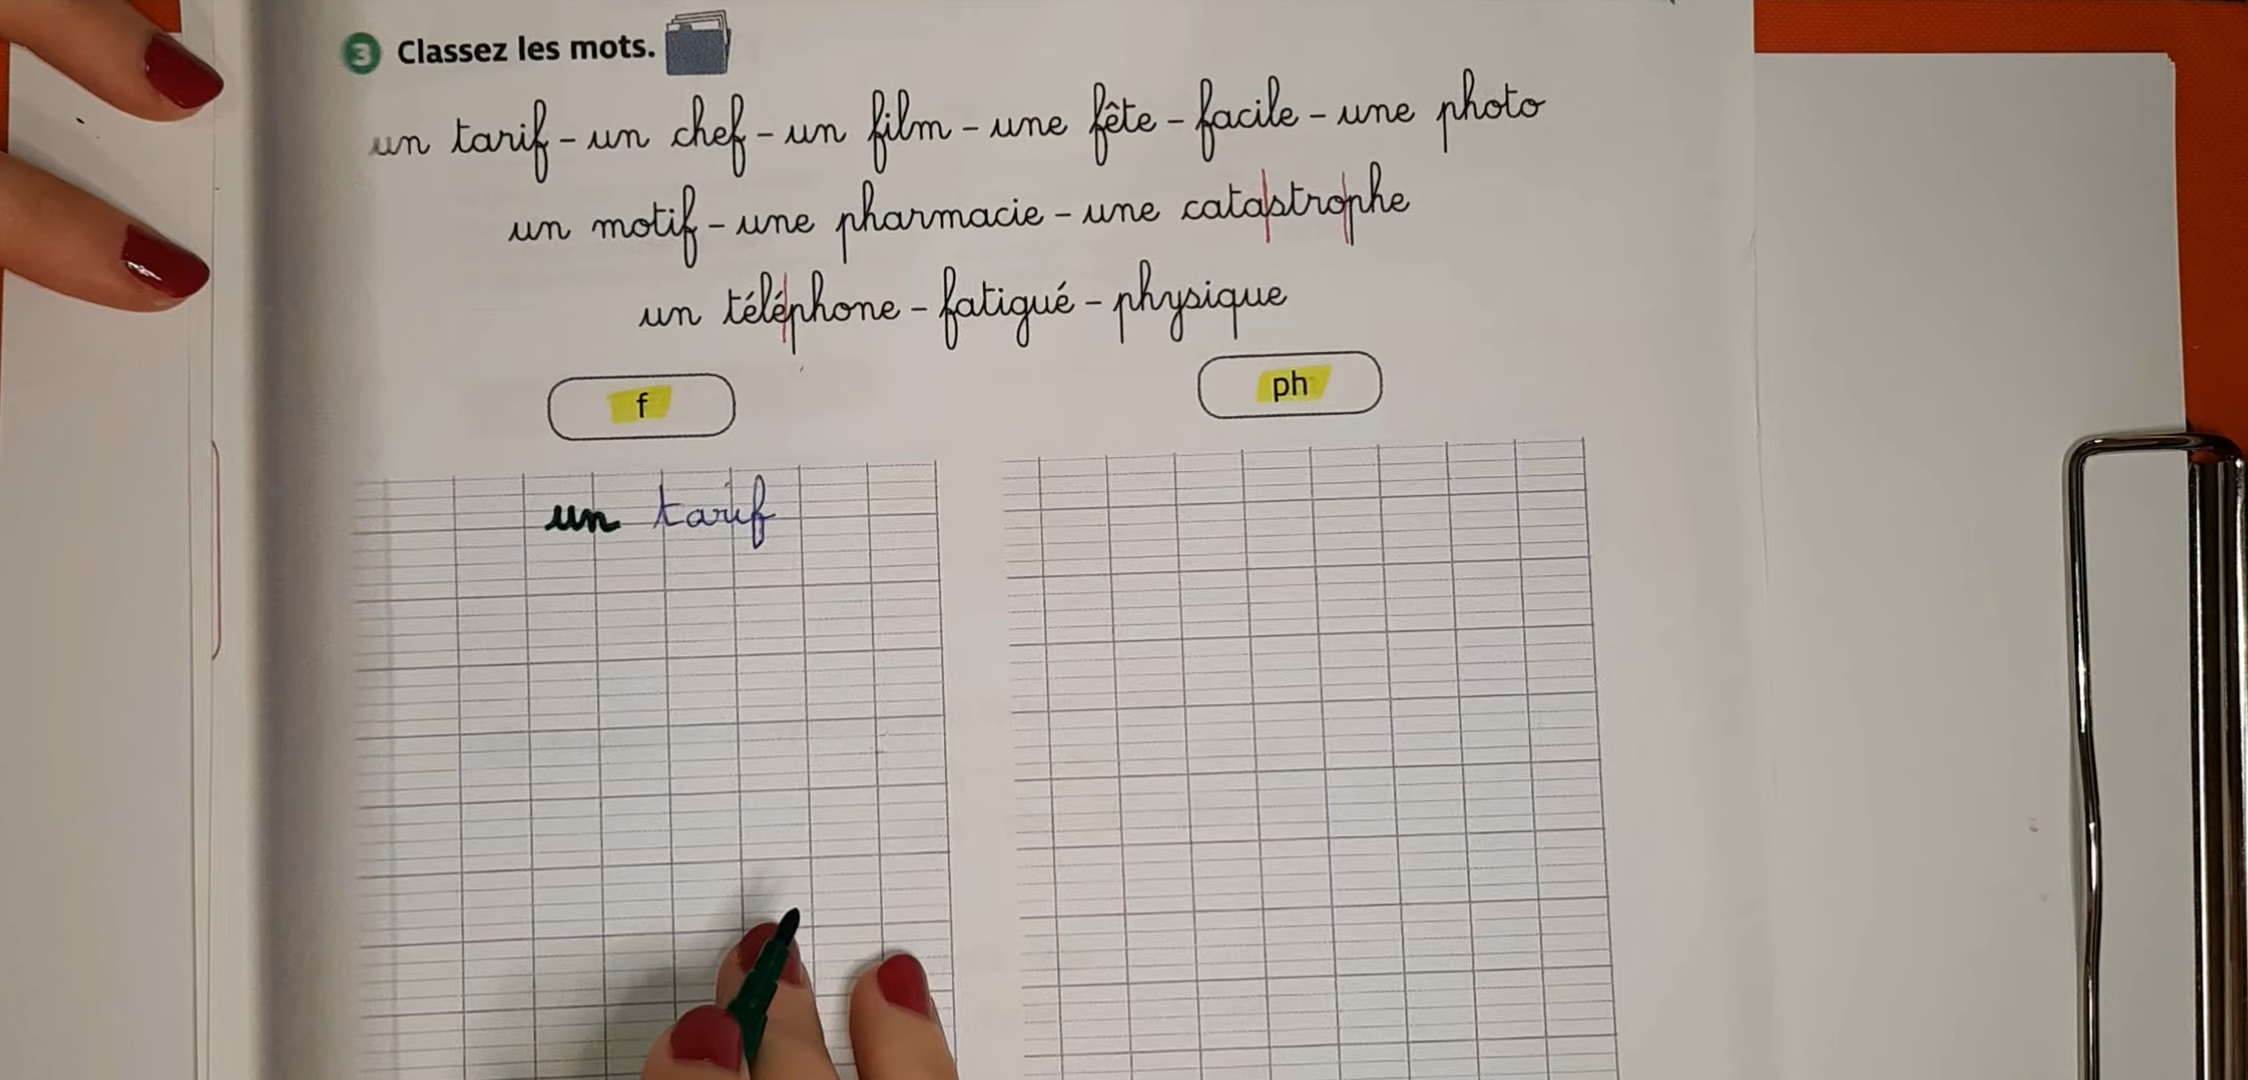 3 Classez les mots.
un tarif - un chef - un film - une fête - facile - une photo
un motif - une pharmacie - une catastrophe
un téléphone - fatigué - physique
f
ph
un tarif